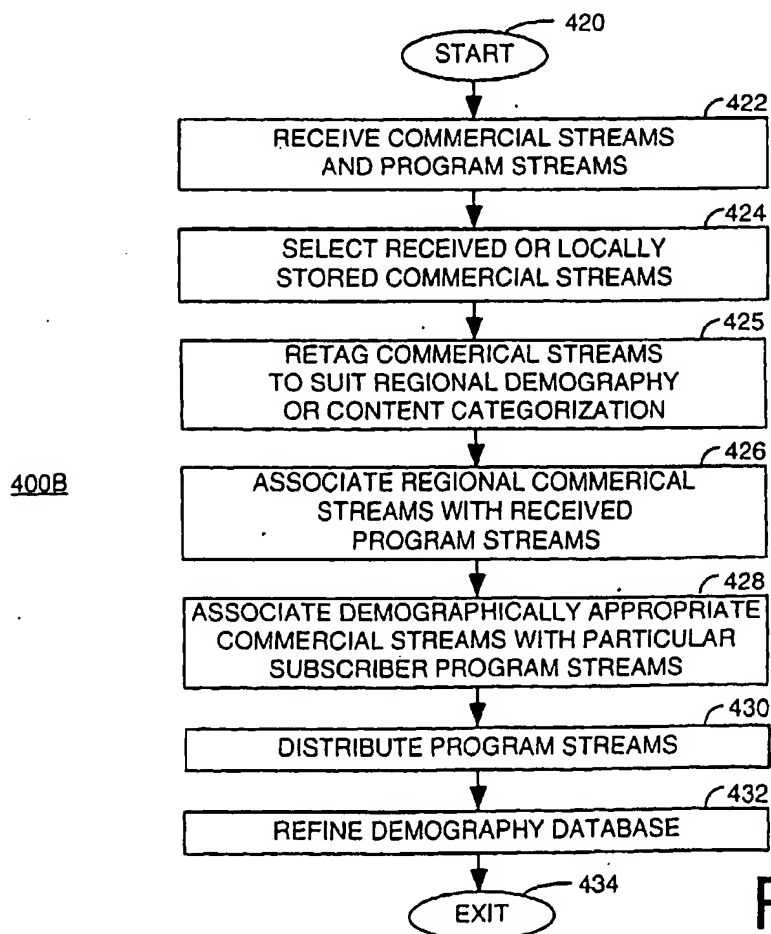 420
START
422
RECEIVE COMMERCIAL STREAMS
AND PROGRAM STREAMS
424
SELECT RECEIVED OR LOCALLY
STORED COMMERCIAL STREAMS
425
RETAG COMMERICAL STREAMS
TO SUIT REGIONAL DEMOGRAPHY
OR CONTENT CATEGORIZATION
400B
426
ASSOCIATE REGIONAL COMMERICAL
STREAMS WITH RECEIVED
PROGRAM STREAMS
428
ASSOCIATE DEMOGRAPHICALLY APPROPRIATE
COMMERCIAL STREAMS WITH PARTICULAR
SUBSCRIBER PROGRAM STREAMS
430
DISTRIBUTE PROGRAM STREAMS
432
REFINE DEMOGRAPHY DATABASE
434
EXIT
F